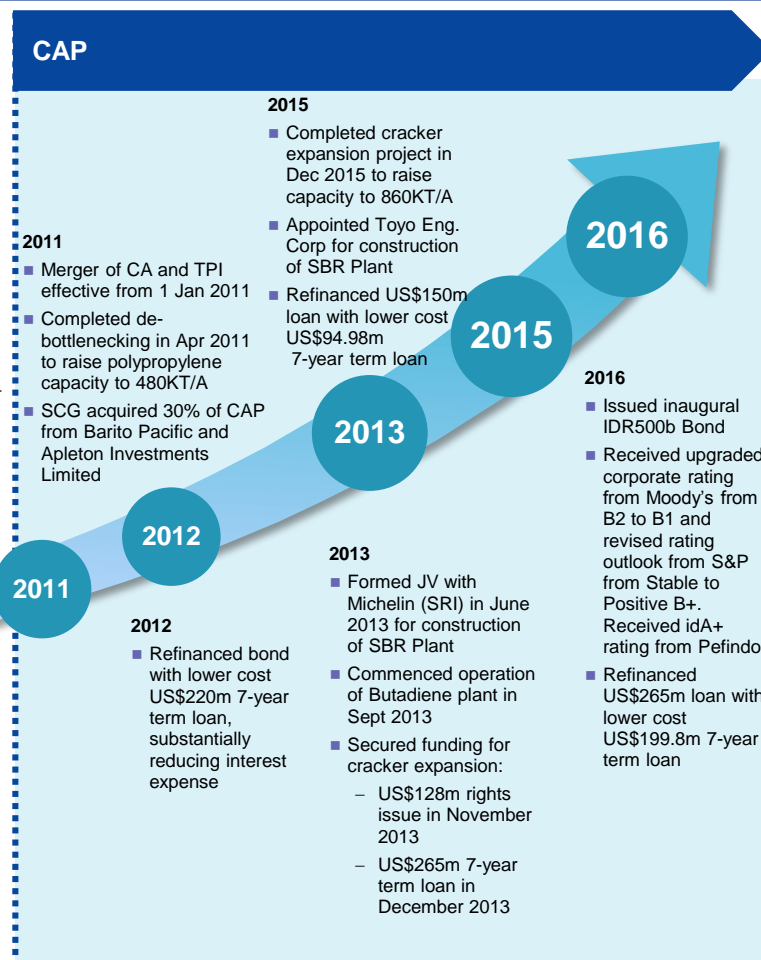 CAP
2015
Completed cracker
expansion project in
Dec 2015 to raise
capacity to 860KT/A
Appointed Toyo Eng.
Corp for construction
of SBR Plant
Refinanced US$150m
loan with lower cost
US$94.98m
7-year term loan
2011
Merger of CA and TPI
effective from 1 Jan 2011
Completed de-
bottlenecking in Apr 2011
to raise polypropylene
capacity to 480KT/A
SCG acquired 30% of CAP
from Barito Pacific and
Apleton Investments
Limited
2016
2015
2013
2012
2011
2016
Issued inaugural
IDR500b Bond
Received upgraded
corporate rating
from Moody's from
B2 to B1 and
revised rating
outlook from S&P
from Stable to
Positive B+.
Received idA+
rating from Pefindo
Refinanced
US$265m loan with
lower cost
US$199.8m 7-year
term loan
2013
Formed JV with
Michelin (SRI) in June
2013 for construction
of SBR Plant
Commenced operation
of Butadiene plant in
Sept 2013
Secured funding for
cracker expansion:
– US$128m rights
issue in November
2013
– US$265m 7-year
term loan in
December 2013
2012
Refinanced bond
with lower cost
US$220m 7-year
term loan,
substantially
reducing interest
expense